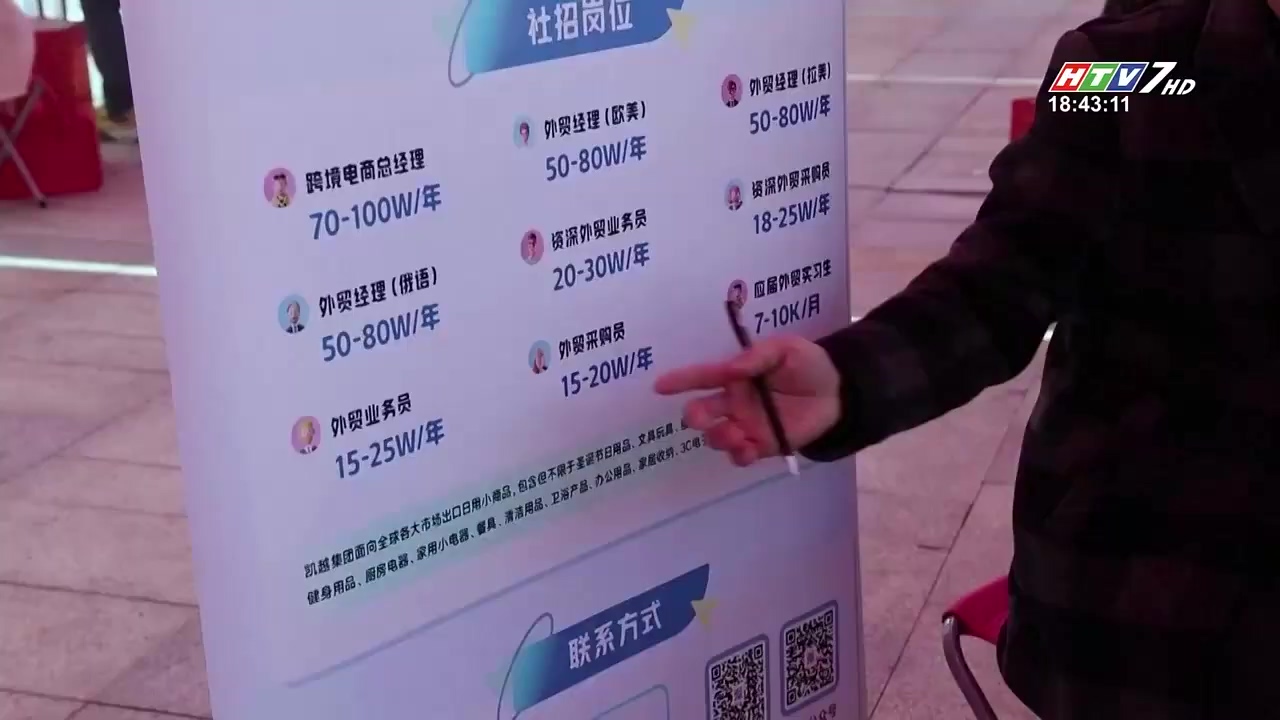 HTV7 HD
18:43:11
社招岗位
跨境电商总经理
70-100W/年
外贸经理(欧美)
50-80W/年
外贸经理(拉美)
50-80W/年
外贸经理(俄语)
50-80W/年
资深外贸业务员
20-30W/年
资深外贸采购员
18-25W/年
外贸业务员
15-25W/年
外贸采购员
15-20W/年
应届外贸实习生
7-10K/月
凯越集团面向全球各大市场出口日用小商品，包含但不限于圣诞节日用品、文具玩具、
健身用品、厨房电器、家用小电器、餐具、清洁用品、卫浴产品、办公用品、家居收纳、3C电
联系方式